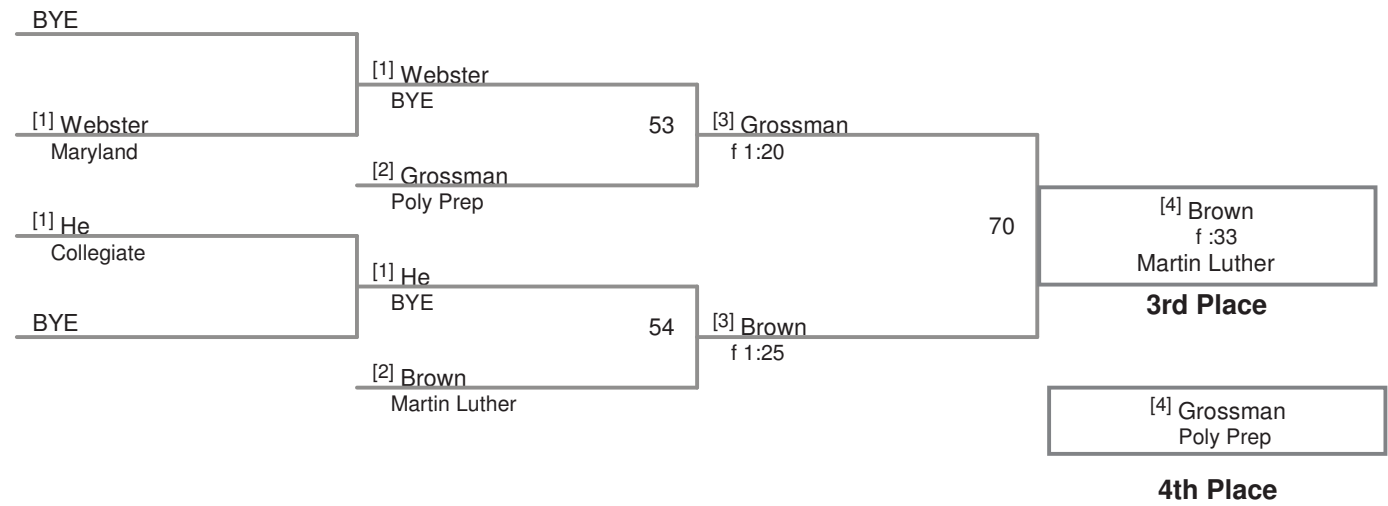 BYE
[1] Webster
BYE
[1] Webster
Maryland
53
[3] Grossman
f 1:20
[2] Grossman
Poly Prep
[1] He
Collegiate
70
[4] Brown
f :33
Martin Luther
3rd Place
[1] He
BYE
BYE
54
[3] Brown
f 1:25
[2] Brown
Martin Luther
[4] Grossman
Poly Prep
4th Place